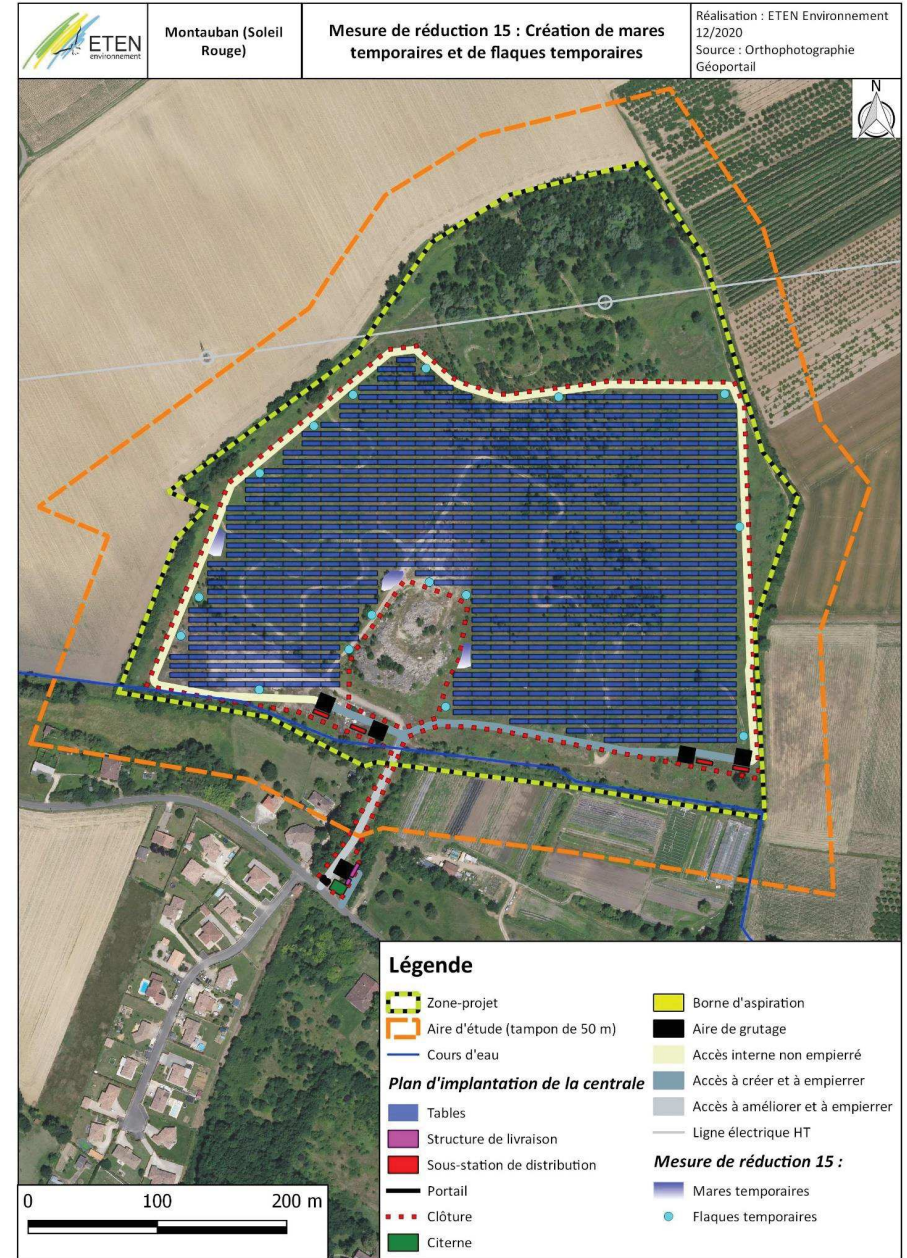 ETEN
environnement
Montauban (Soleil
Rouge)
Mesure de réduction 15 : Création de mares
temporaires et de flaques temporaires
Réalisation : ETEN Environnement
12/2020
Source : Orthophotographie
Géoportail
N
Légende
Zone-projet
Aire d'étude (tampon de 50 m)
Cours d'eau
Plan d'implantation de la centrale
Tables
Structure de livraison
Sous-station de distribution
Portail
Clôture
Citerne
Borne d'aspiration
Aire de grutage
Accès interne non empierré
Accès à créer et à empierrer
Accès à améliorer et à empierrer
Ligne électrique HT
Mesure de réduction 15 :
Mares temporaires
Flaques temporaires
0 100 200 m